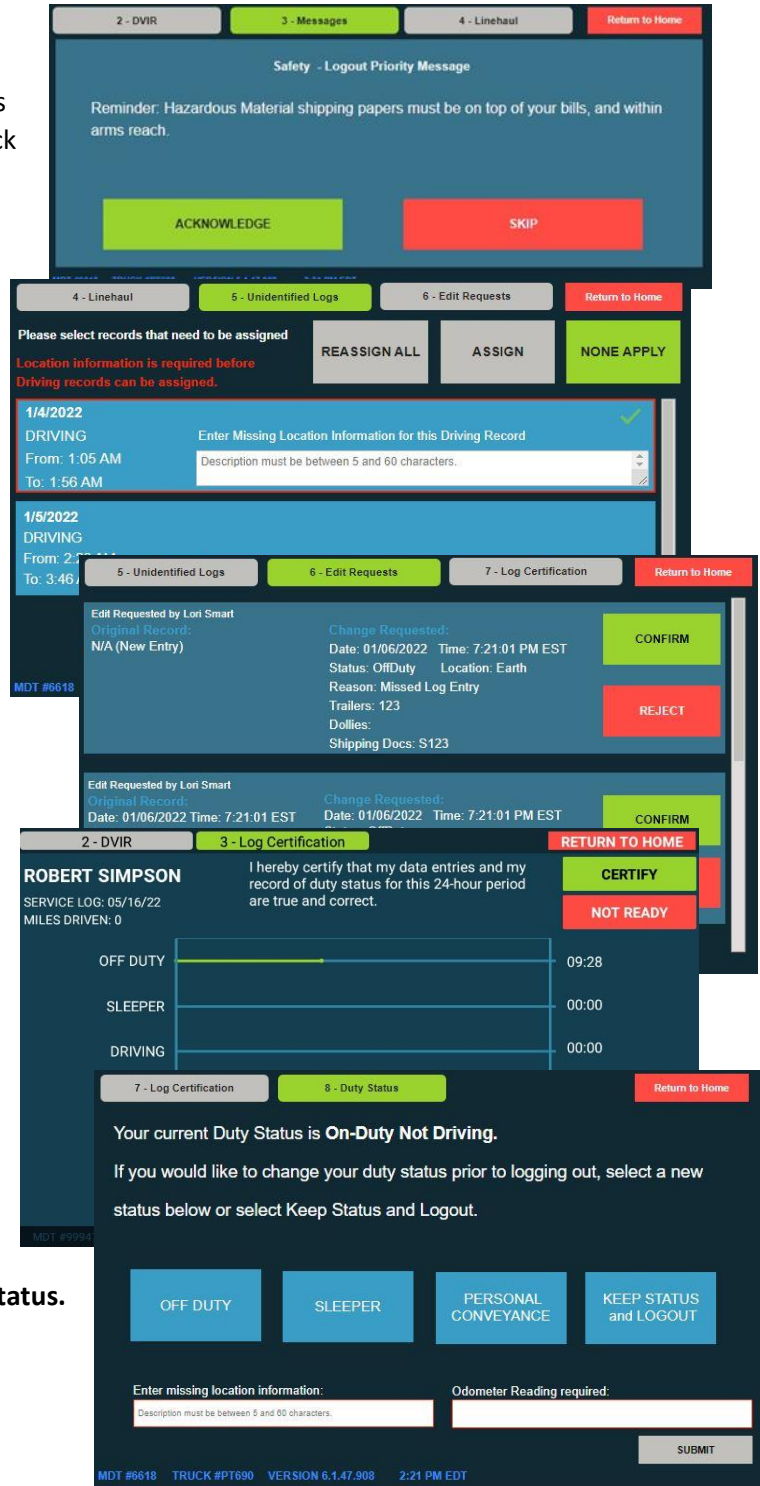 2 - DVIR
3 - Messages
4 - Linehaul
Return to Home
Safety - Logout Priority Message
Reminder: Hazardous Material shipping papers must be on top of your bills, and within
arms reach.
ACKNOWLEDGE
SKIP
4 - Linehaul
5 - Unidentified Logs
6 - Edit Requests
Return to Home
Please select records that need to be assigned
Location information is required before
Driving records can be assigned.
REASSIGN ALL
ASSIGN
NONE APPLY
1/4/2022
DRIVING
From: 1:05 AM
To: 1:56 AM
Enter Missing Location Information for this Driving Record
Description must be between 5 and 60 characters.
1/5/2022
DRIVING
From: 2:
To: 3:46
MDT #6618
5 - Unidentified Logs
6 - Edit Requests
7 - Log Certification
Return to Home
Edit Requested by Lori Smart
Original Record:
N/A (New Entry)
Change Requested:
Date: 01/06/2022 Time: 7:21:01 PM EST
Status: OffDuty Location: Earth
Reason: Missed Log Entry
Trailers: 123
Dollies:
Shipping Docs: S123
CONFIRM
REJECT
Edit Requested by Lori Smart
Original Record:
Date: 01/06/2022 Time: 7:21:01 EST
Change Requested:
Date: 01/06/2022 Time: 7:21:01 PM EST
CONFIRM
2 - DVIR
3 - Log Certification
RETURN TO HOME
ROBERT SIMPSON
SERVICE LOG: 05/16/22
MILES DRIVEN: 0
I hereby certify that my data entries and my
record of duty status for this 24-hour period
are true and correct.
CERTIFY
NOT READY
OFF DUTY
09:28
SLEEPER
00:00
DRIVING
00:00
7 - Log Certification
8 - Duty Status
Return to Home
Your current Duty Status is On-Duty Not Driving.
If you would like to change your duty status prior to logging out, select a new
status below or select Keep Status and Logout.
tatus.
OFF DUTY
SLEEPER
PERSONAL
CONVEYANCE
KEEP STATUS
and LOGOUT
Enter missing location information:
Description must be between 5 and 60 characters.
Odometer Reading required:
SUBMIT
MDT #6618 TRUCK #PT690 VERSION 6.1.47.908 2:21 PM EDT